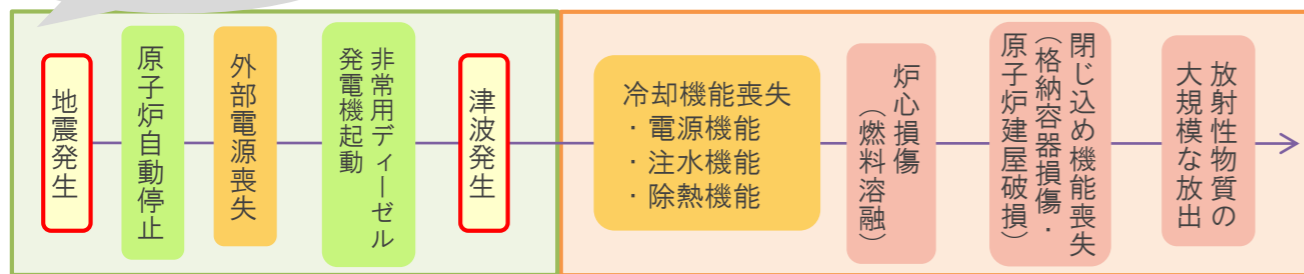 地震発生
原子炉自動停止
外部電源喪失
非常用ディーゼル
発電機起動
津波発生
冷却機能喪失
・電源機能
・注水機能
・除熱機能
炉心損傷
（燃料溶融）
閉じ込め機能喪失
（格納容器損傷・
原子炉建屋破損）
放射性物質の
大規模な放出